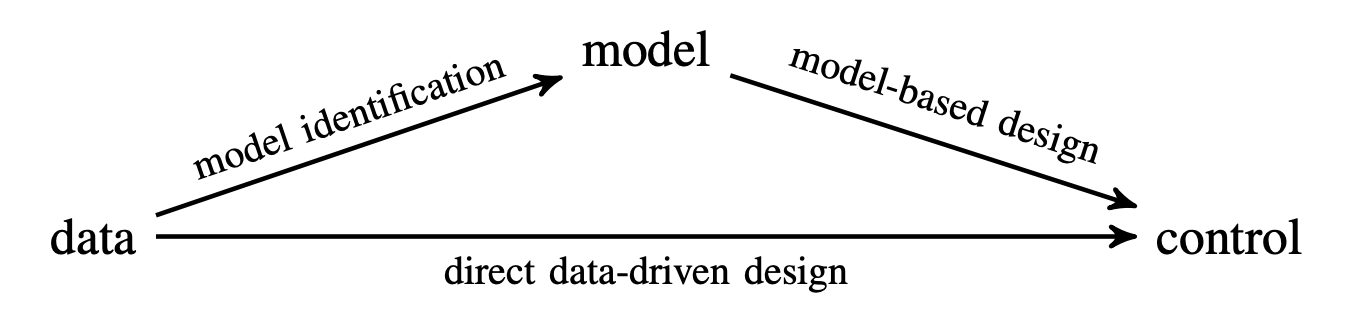 model
model identification
model-based design
data
control
direct data-driven design